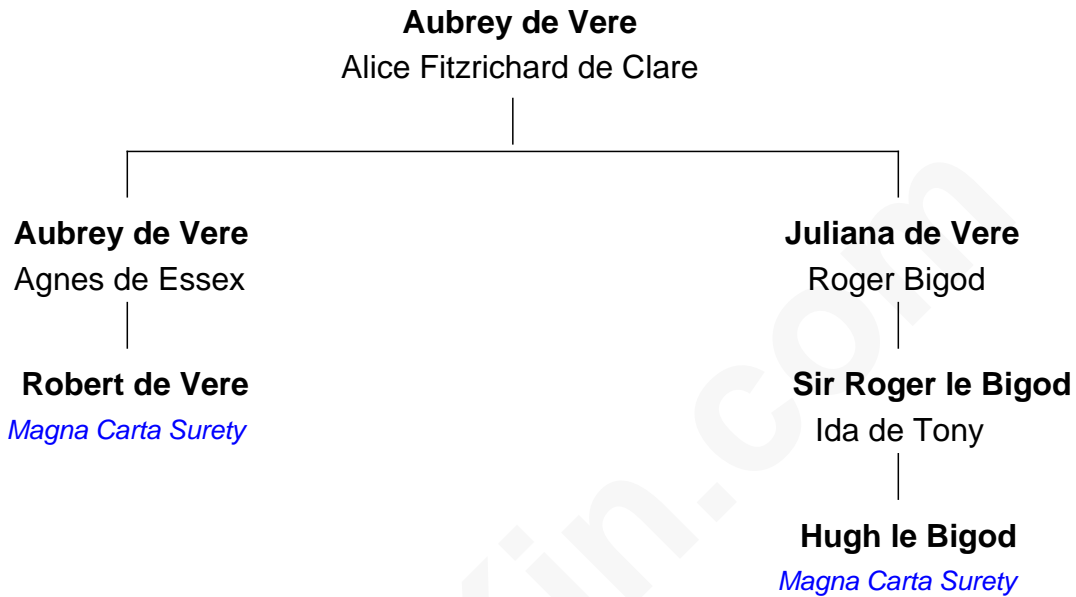 Aubrey de Vere
Alice Fitzrichard de Clare
Aubrey de Vere
Agnes de Essex
Robert de Vere
Magna Carta Surety
Juliana de Vere
Roger Bigod
Sir Roger le Bigod
Ida de Tony
Hugh le Bigod
Magna Carta Surety